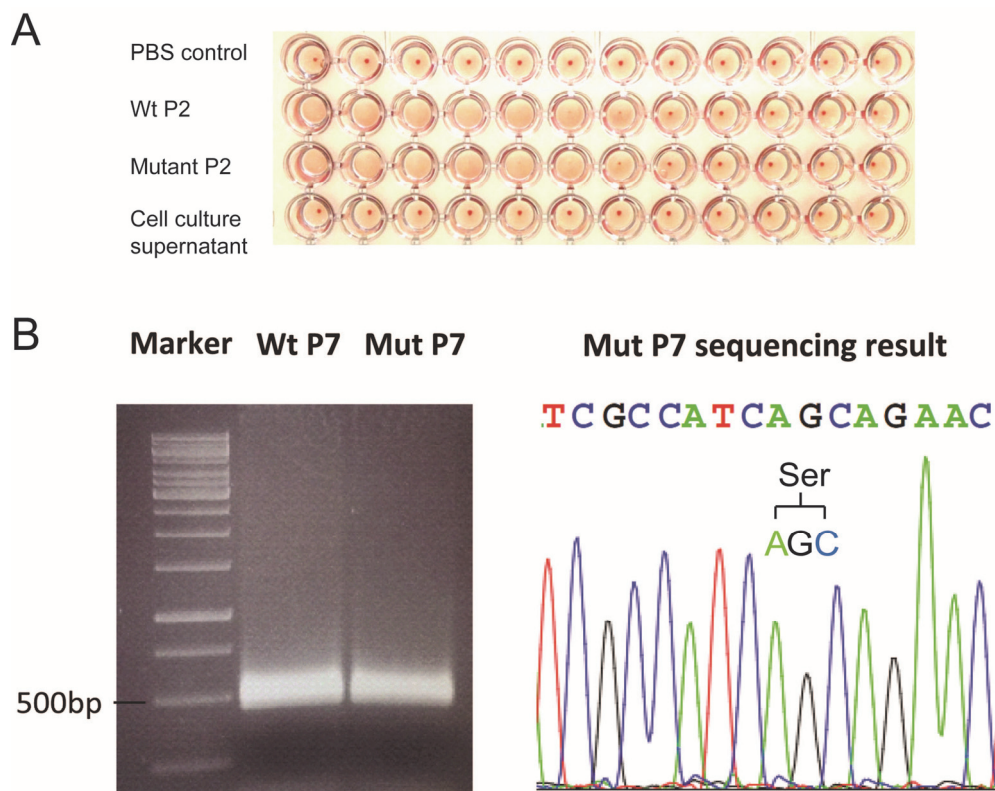 A
PBS control
Wt P2
Mutant P2
Cell culture
supernatant
B
Marker Wt P7 Mut P7
Mut P7 sequencing result
TCGCCATCAGCAGAAC
Ser
AGC
500bp